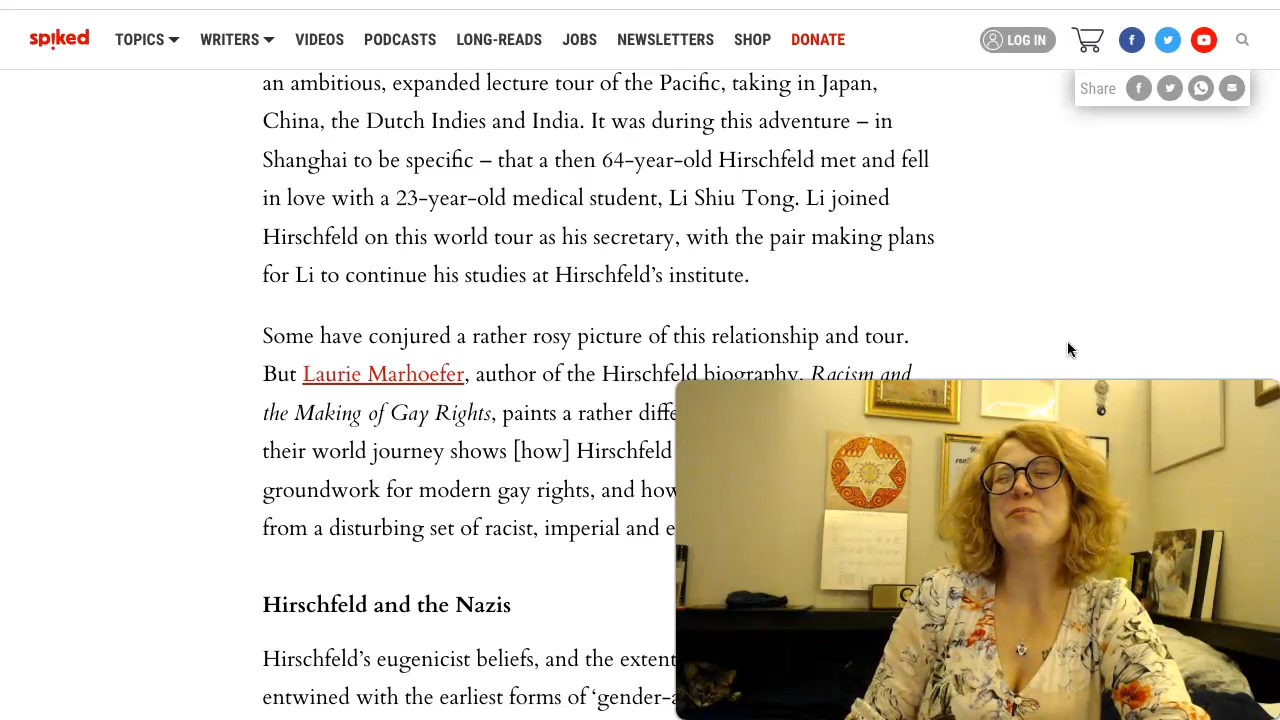 spiked
TOPICS
WRITERS
VIDEOS
PODCASTS
LONG-READS
JOBS
NEWSLETTERS
SHOP
DONATE
LOG IN
Share
an ambitious, expanded lecture tour of the Pacific, taking in Japan,
China, the Dutch Indies and India. It was during this adventure – in
Shanghai to be specific – that a then 64-year-old Hirschfeld met and fell
in love with a 23-year-old medical student, Li Shiu Tong. Li joined
Hirschfeld on this world tour as his secretary, with the pair making plans
for Li to continue his studies at Hirschfeld’s institute.
Some have conjured a rather rosy picture of this relationship and tour.
But Laurie Marhoefer, author of the Hirschfeld biography, Racism and
the Making of Gay Rights, paints a rather
their world journey shows [how] Hirschfeld
groundwork for modern gay rights, and how
from a disturbing set of racist, imperial and
Hirschfeld and the Nazis
Hirschfeld’s eugenicist beliefs, and the extent
entwined with the earliest forms of ‘gender-